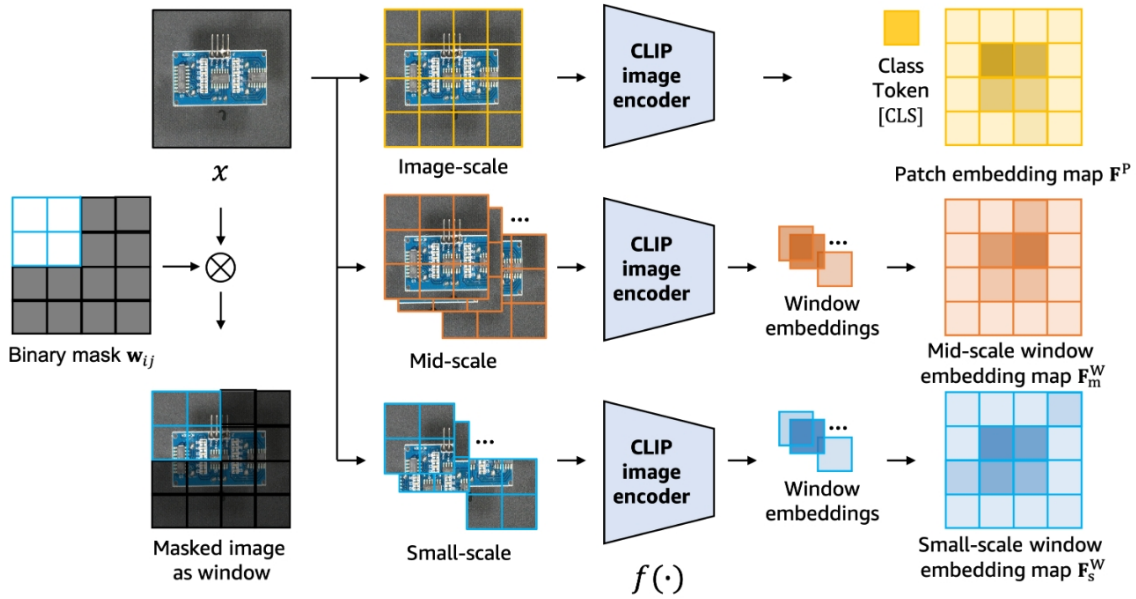 CLIP
image
encoder
Class
Token
[CLS]
x
Image-scale
Patch embedding map F^P
...
CLIP
image
encoder
...
Window
embeddings
Binary mask w_ij
Mid-scale
Mid-scale window
embedding map F_m^W
...
CLIP
image
encoder
...
Window
embeddings
Masked image
as window
Small-scale
f(·)
Small-scale window
embedding map F_s^W